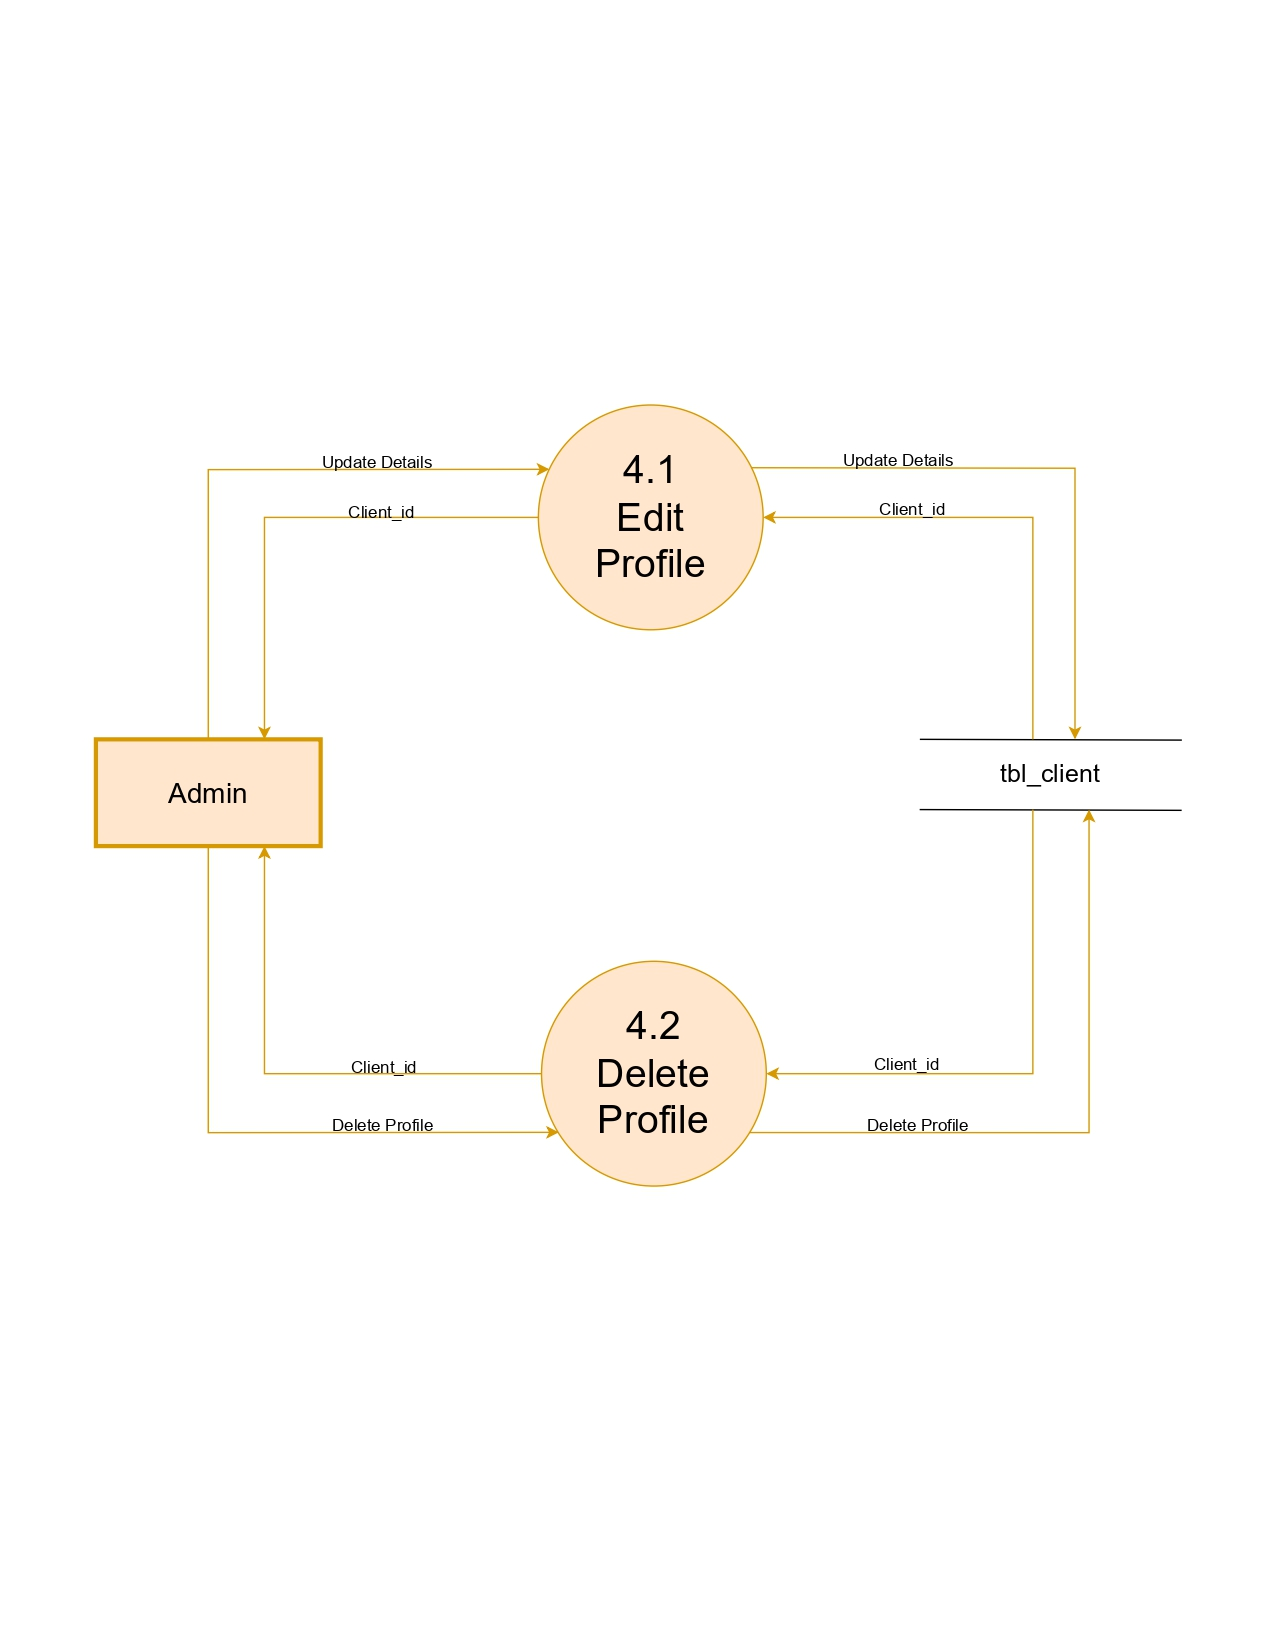 Update Details
Update Details
Client_id
Client_id
4.1
Edit
Profile
Admin
tbl_client
4.2
Delete
Profile
Client_id
Client_id
Delete Profile
Delete Profile